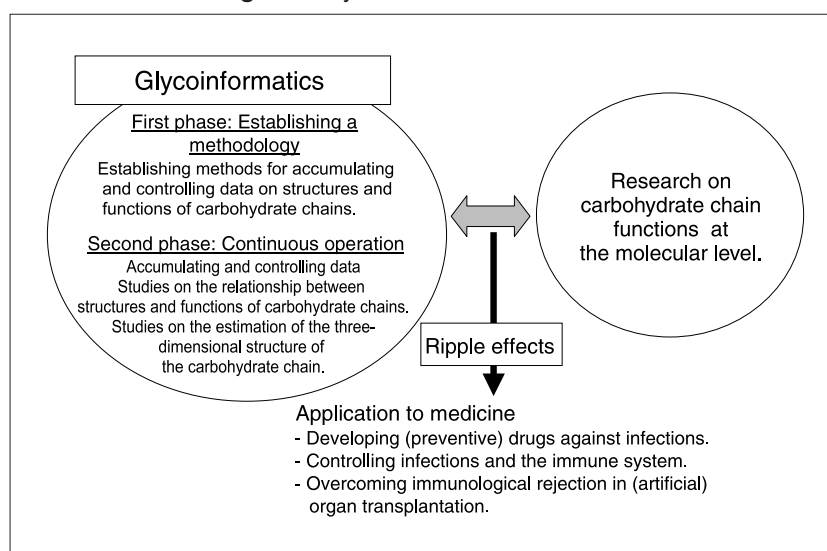 Glycoinformatics
First phase: Establishing a
methodology
Establishing methods for accumulating
and controlling data on structures and
functions of carbohydrate chains.
Second phase: Continuous operation
Accumulating and controlling data
Studies on the relationship between
structures and functions of carbohydrate chains.
Studies on the estimation of the three-
dimensional structure of
the carbohydrate chain.
Research on
carbohydrate chain
functions at
the molecular level.
Ripple effects
Application to medicine
- Developing (preventive) drugs against infections.
- Controlling infections and the immune system.
- Overcoming immunological rejection in (artificial)
organ transplantation.